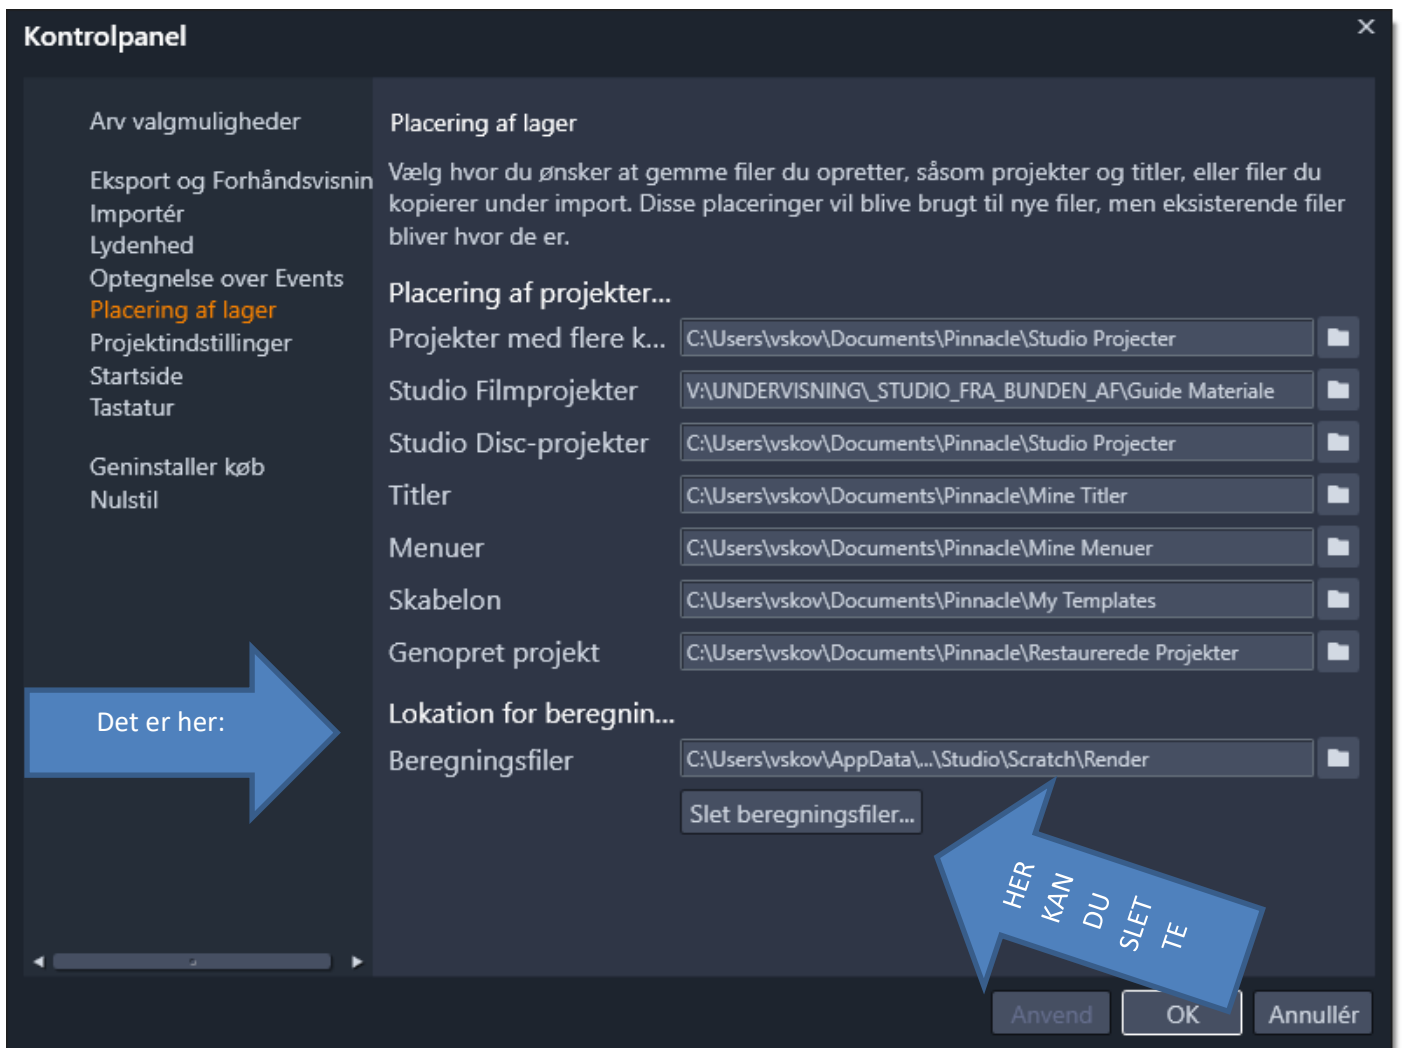 Kontrolpanel
Arv valgmuligheder
Eksport og Forhåndsvisnin
Importér
Lydenhed
Optegnelse over Events
Placering af lager
Projektindstillinger
Startside
Tastatur
Geninstaller køb
Nulstil
Placering af lager
Vælg hvor du ønsker at gemme filer du opretter, såsom projekter og titler, eller filer du
kopierer under import. Disse placeringer vil blive brugt til nye filer, men eksisterende filer
bliver hvor de er.
Placering af projekter...
Projekter med flere k... C:\Users\vskov\Documents\Pinnacle\Studio Projecter
Studio Filmprojekter V:\UNDERVISNING\_STUDIO_FRA_BUNDEN_AF\Guide Materiale
Studio Disc-projekter C:\Users\vskov\Documents\Pinnacle\Studio Projecter
Titler C:\Users\vskov\Documents\Pinnacle\Mine Titler
Menuer C:\Users\vskov\Documents\Pinnacle\Mine Menuer
Skabelon C:\Users\vskov\Documents\Pinnacle\My Templates
Genopret projekt C:\Users\vskov\Documents\Pinnacle\Restaurerede Projekter
Det er her:
Lokation for beregnin...
Beregningsfiler C:\Users\vskov\AppData\...\Studio\Scratch\Render
Slet beregningsfiler...
HER
KAN
DU
SLET
TE
Anvend OK Annullér